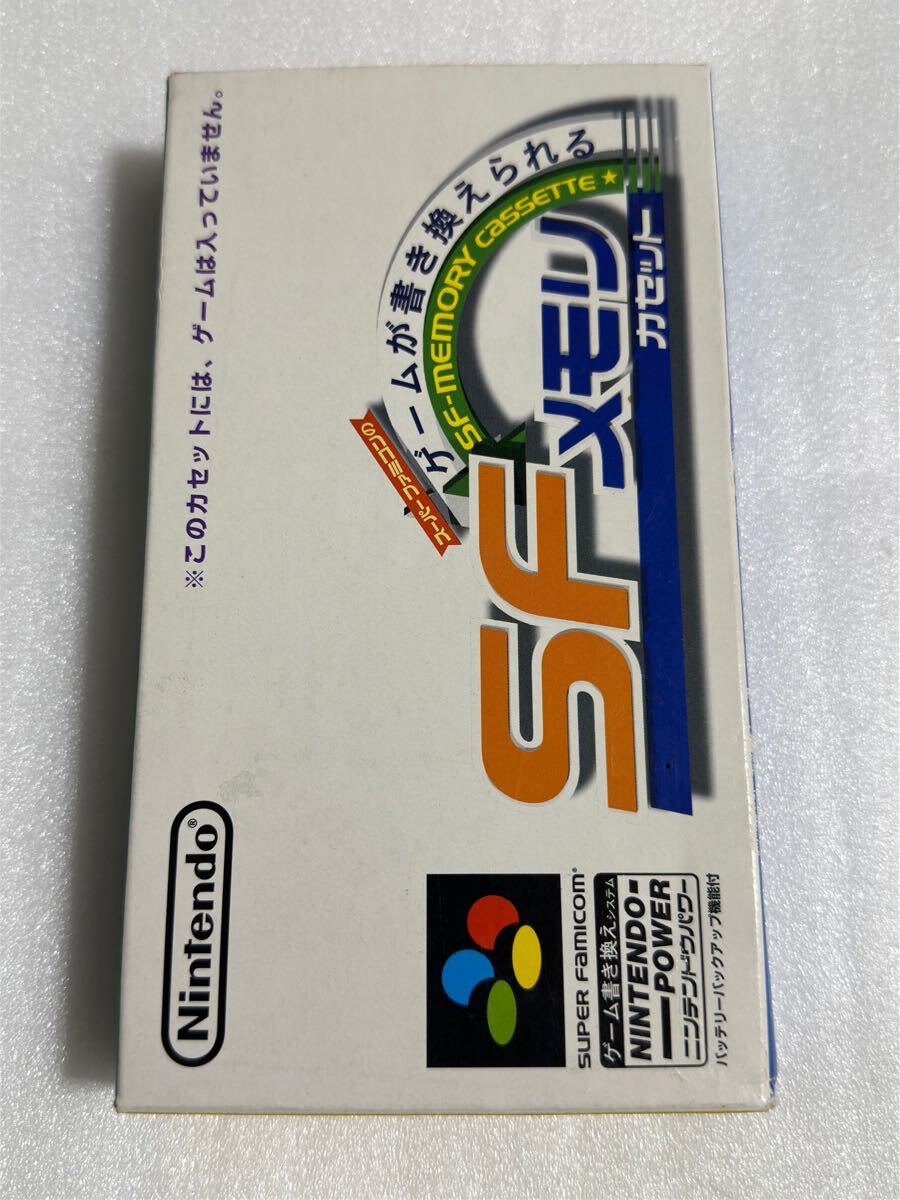 ※このカセットには、ゲームは入っていません。
スーパーファミコンの
ゲームが書き換えられる
SF-MEMORY CASSETTE★
SFメモリ
カセット
Nintendo®
SUPER FAMICOM®
ゲーム書き換えシステム
NINTENDO-
POWER
ニンテンドウパワー
バッテリーバックアップ機能付